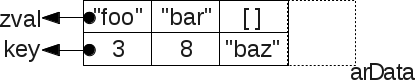 zval "foo" "bar" []
key 3 8 "baz"
arData